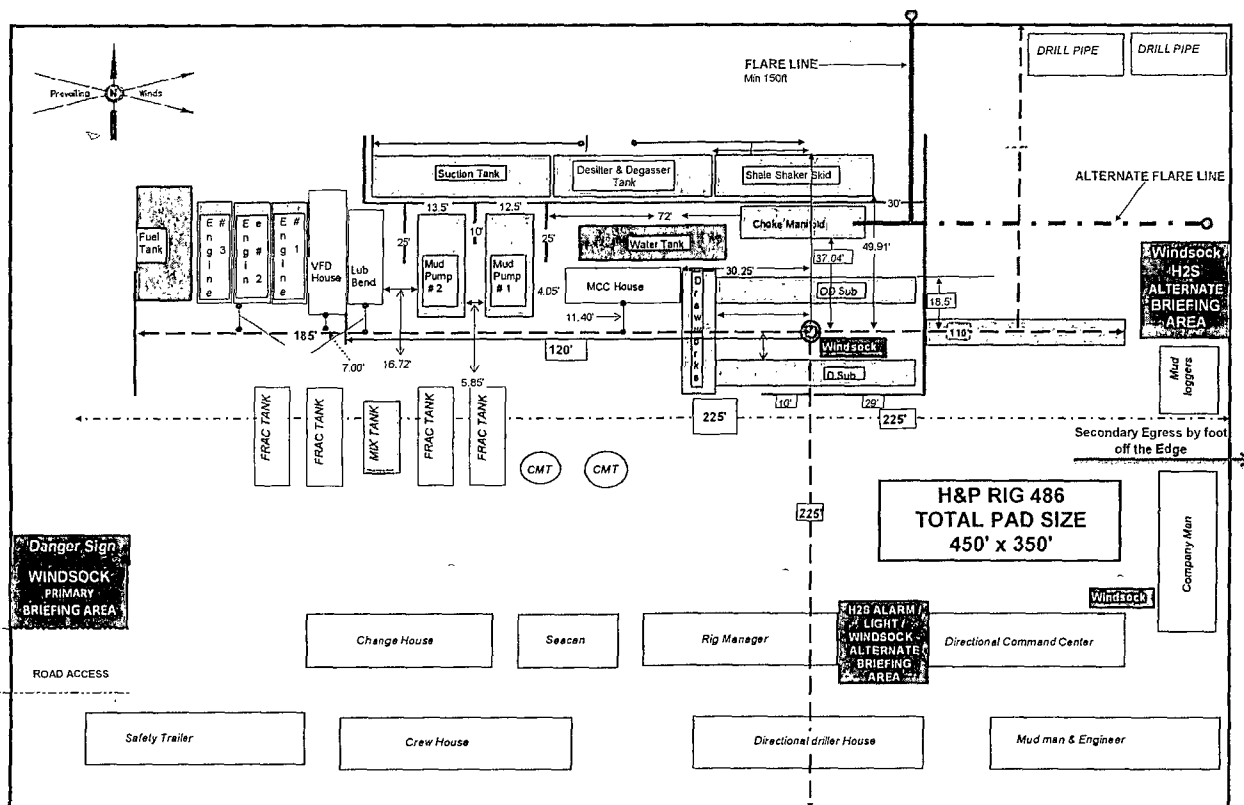 DRILL PIPE
DRILL PIPE
FLARE LINE
Min 150ft
Prevailing
N
Winds
Suction Tank
Desilter & Degasser
Tank
Shale Shaker Skid
ALTERNATE FLARE LINE
13.5'
12.5'
30'
72'
Choke Manifold
Fuel
Tank
Engine #3
Engine #2
Engine #1
VFD
House
Lub
Bend
25'
Mud
Pump
# 2
10'
Mud
Pump
# 1
25'
Water Tank
37.04'
49.91'
Windsock/
H2S
ALTERNATE
BRIEFING
AREA
30.25'
4.05'
MCC House
Drawworks
OD Sub
18.5'
11.40'
185'
120'
110'
Windsock
7.00'
16.72'
5.85'
D Sub
Mud
loggers
10'
29'
225'
225'
FRAC TANK
FRAC TANK
MIX TANK
FRAC TANK
FRAC TANK
CMT
CMT
Secondary Egress by foot
off the Edge
H&P RIG 486
TOTAL PAD SIZE
450' x 350'
225'
Company Man
Danger Sign
WINDSOCK
PRIMARY
BRIEFING AREA
Windsock
Change House
Seacan
Rig Manager
H2S ALARM /
LIGHT /
WINDSOCK
ALTERNATE
BRIEFING
AREA
Directional Command Center
ROAD ACCESS
Safety Trailer
Crew House
Directional driller House
Mud man & Engineer